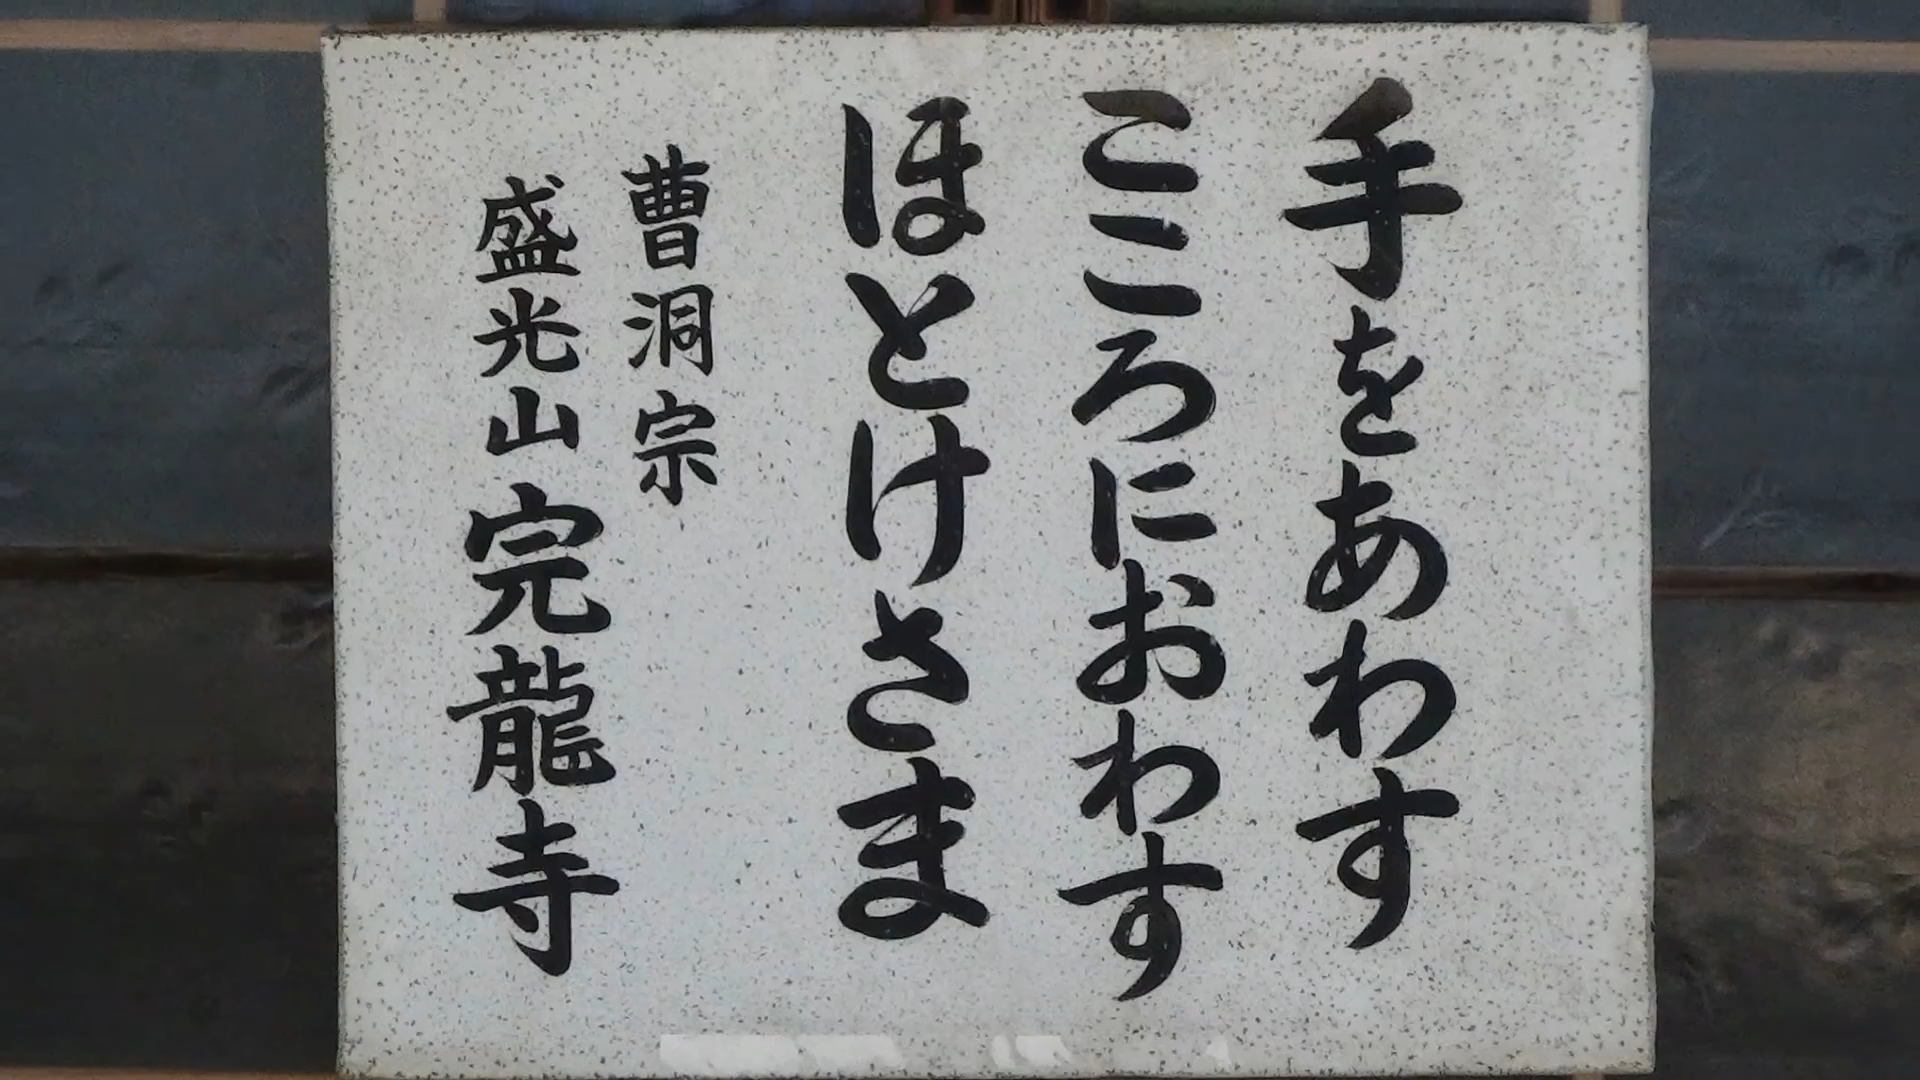 手をあわす
こころにおわす
ほとけさま
曹洞宗
盛光山完龍寺